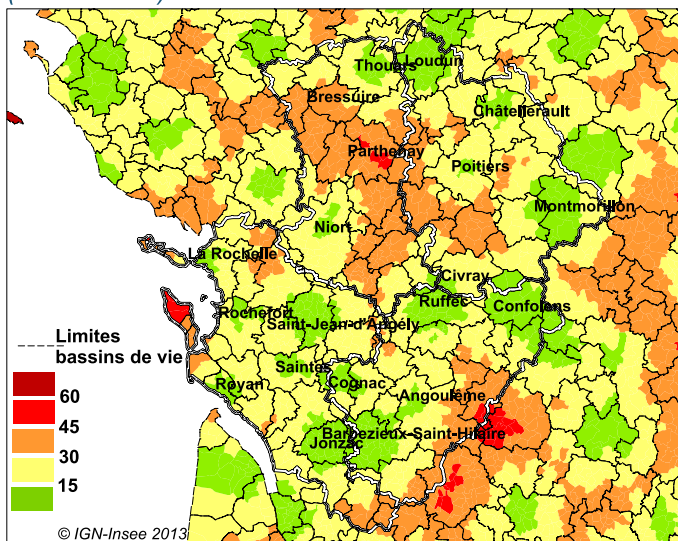 Thouars
Loudun
Bressuire
Châtellerault
Parthenay
Poitiers
Montmorillon
Niort
La Rochelle
Civray
Ruffec
Confolens
Rochefort
Saint-Jean-d'Angély
Limites
bassins de vie
Saintes
Royan
Cognac
Angoulême
60
45
Barbezieux-Saint-Hilaire
Jonzac
30
15
© IGN-Insee 2013